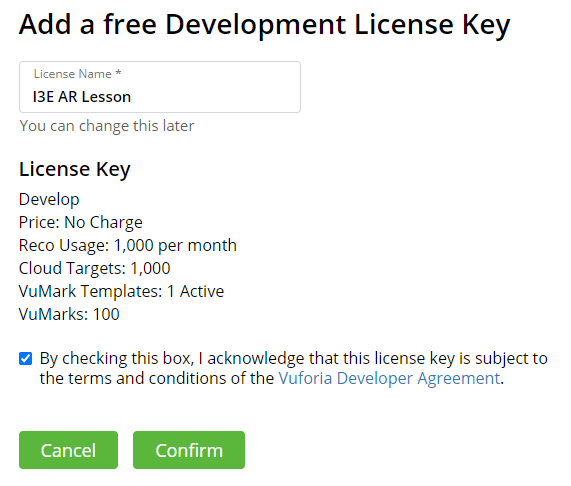 Add a free Development License Key
License Name *
I3E AR Lesson
You can change this later
License Key
Develop
Price: No Charge
Reco Usage: 1,000 per month
Cloud Targets: 1,000
VuMark Templates: 1 Active
VuMarks: 100
By checking this box, I acknowledge that this license key is subject to
the terms and conditions of the Vuforia Developer Agreement.
Cancel Confirm